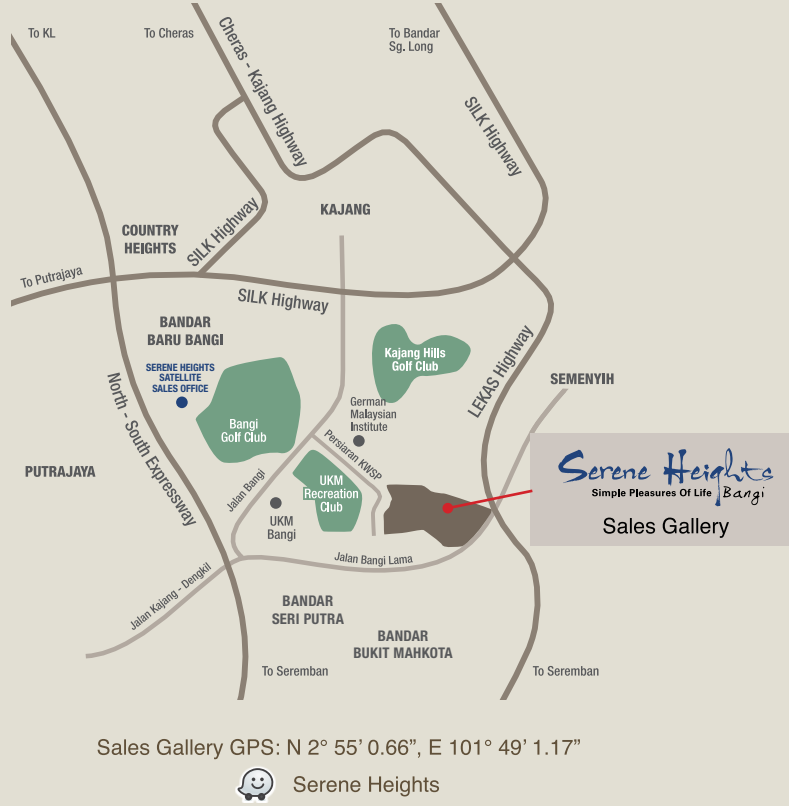 To KL
To Cheras
To Bandar
Sg. Long
Cheras - Kajang Highway
SILK Highway
KAJANG
COUNTRY
HEIGHTS
SILK Highway
To Putrajaya
SILK Highway
BANDAR
BARU BANGI
SERENE HEIGHTS
SATELLITE
SALES OFFICE
Kajang Hills
Golf Club
LEKAS Highway
SEMENYIH
North - South Expressway
Bangi
Golf Club
German
Malaysian
Institute
Persiaran KWSP
PUTRAJAYA
Jalan Bangi
UKM
Recreation
Club
UKM
Bangi
Serene Heights
Simple Pleasures Of Life Bangi
Sales Gallery
Jalan Bangi Lama
Jalan Kajang - Dengkil
BANDAR
SERI PUTRA
BANDAR
BUKIT MAHKOTA
To Seremban
To Seremban
Sales Gallery GPS: N 2° 55’ 0.66”, E 101° 49’ 1.17”
Serene Heights